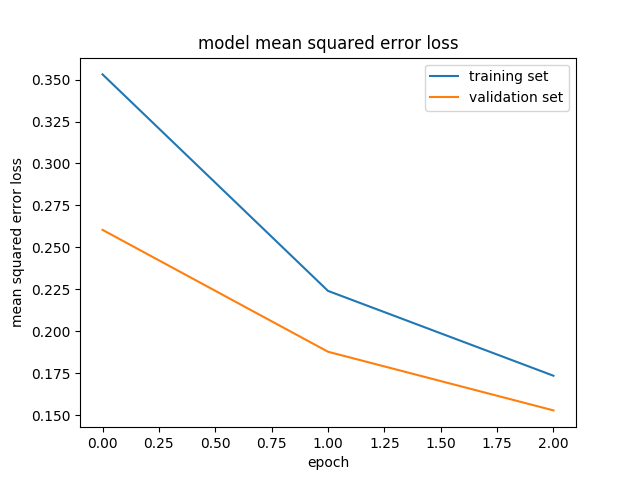 model mean squared error loss
training set
validation set
mean squared error loss
0.350
0.325
0.300
0.275
0.250
0.225
0.200
0.175
0.150
0.00 0.25 0.50 0.75 1.00 1.25 1.50 1.75 2.00
epoch